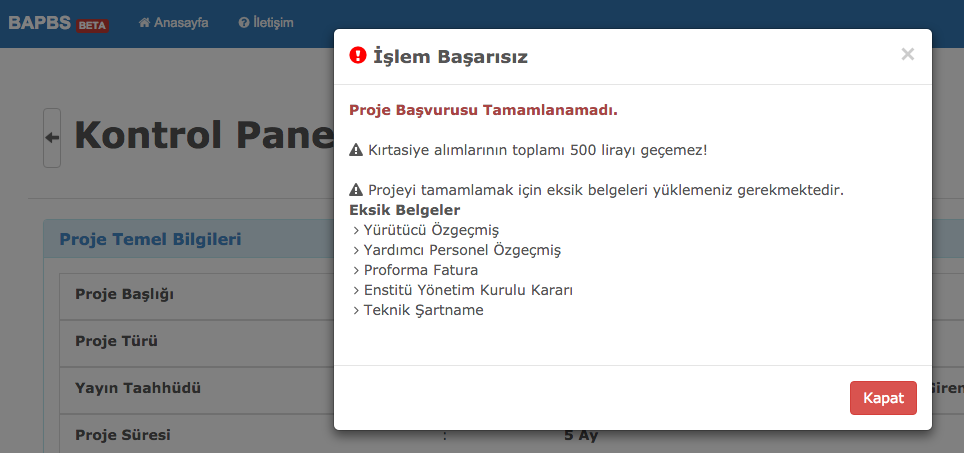 BAPBS BETA Anasayfa İletişim
İşlem Başarısız
Proje Başvurusu Tamamlanamadı.
Kırtasiye alımlarının toplamı 500 lirayı geçemez!
Projeyi tamamlamak için eksik belgeleri yüklemeniz gerekmektedir.
Eksik Belgeler
Yürütücü Özgeçmiş
Yardımcı Personel Özgeçmiş
Proforma Fatura
Enstitü Yönetim Kurulu Kararı
Teknik Şartname
Kapat
Kontrol Pane
Proje Temel Bilgileri
Proje Başlığı
Proje Türü
Yayın Taahhüdü
Proje Süresi : 5 Ay